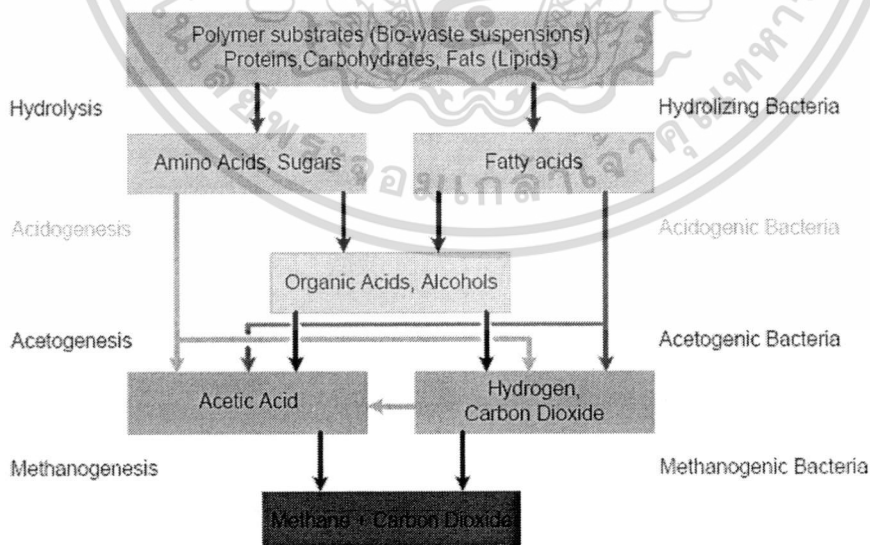 Polymer substrates (Bio-waste suspensions)
Proteins,Carbohydrates, Fats (Lipids)
Hydrolysis
Hydrolizing Bacteria
Amino Acids, Sugars
Fatty acids
Acidogenesis
Acidogenic Bacteria
Organic Acids, Alcohols
Acetogenesis
Acetogenic Bacteria
Acetic Acid
Hydrogen,
Carbon Dioxide
Methanogenesis
Methanogenic Bacteria
Methane + Carbon Dioxide